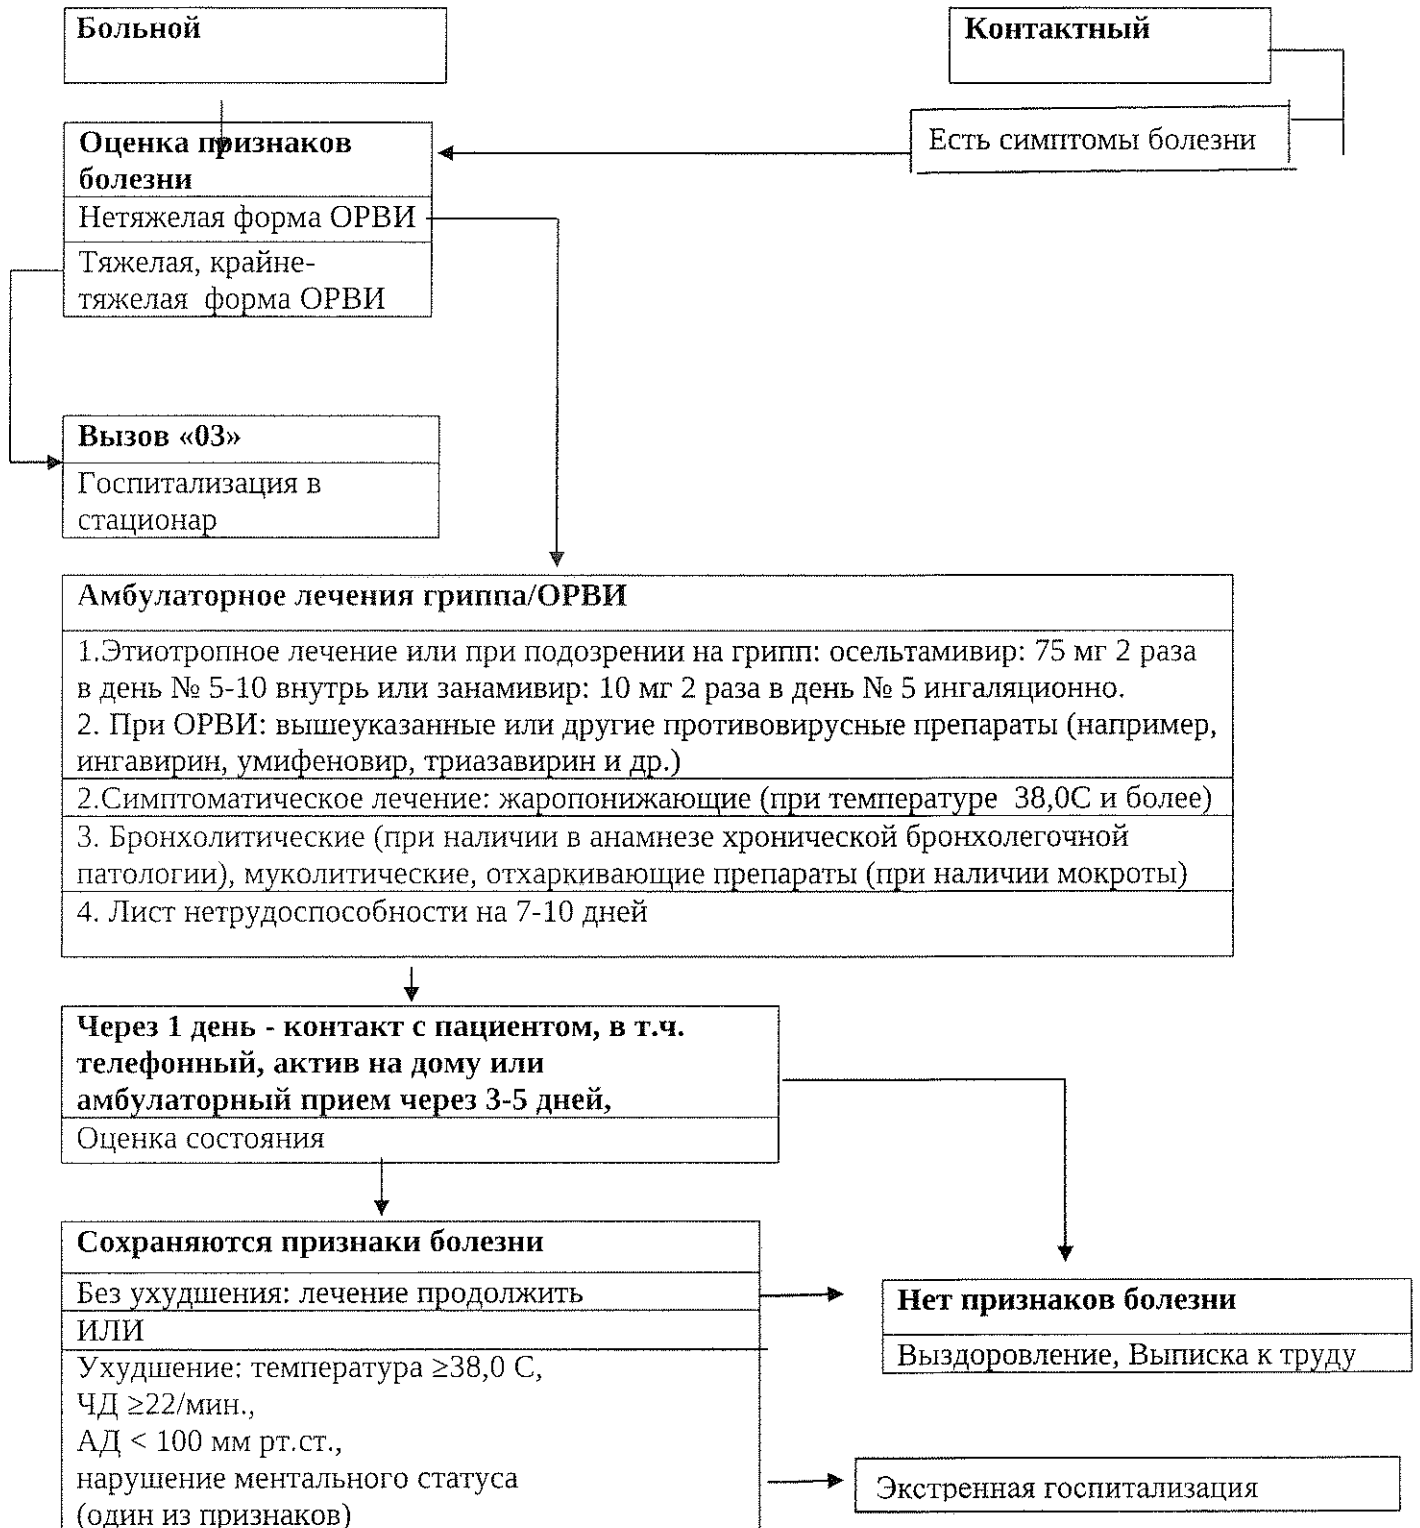 Больной
Контактный
Есть симптомы болезни
Оценка признаков
болезни
Нетяжелая форма ОРВИ
Тяжелая, крайне-
тяжелая форма ОРВИ
Вызов «03»
Госпитализация в
стационар
Амбулаторное лечения гриппа/ОРВИ
1.Этиотропное лечение или при подозрении на грипп: осельтамивир: 75 мг 2 раза
в день № 5-10 внутрь или занамивир: 10 мг 2 раза в день № 5 ингаляционно.
2. При ОРВИ: вышеуказанные или другие противовирусные препараты (например,
ингавирин, умифеновир, триазавирин и др.)
2.Симптоматическое лечение: жаропонижающие (при температуре 38,0С и более)
3. Бронхолитические (при наличии в анамнезе хронической бронхолегочной
патологии), муколитические, отхаркивающие препараты (при наличии мокроты)
4. Лист нетрудоспособности на 7-10 дней
Через 1 день - контакт с пациентом, в т.ч.
телефонный, актив на дому или
амбулаторный прием через 3-5 дней,
Оценка состояния
Сохраняются признаки болезни
Без ухудшения: лечение продолжить
ИЛИ
Ухудшение: температура ≥38,0 С,
ЧД ≥22/мин.,
АД < 100 мм рт.ст.,
нарушение ментального статуса
(один из признаков)
Нет признаков болезни
Выздоровление, Выписка к труду
Экстренная госпитализация